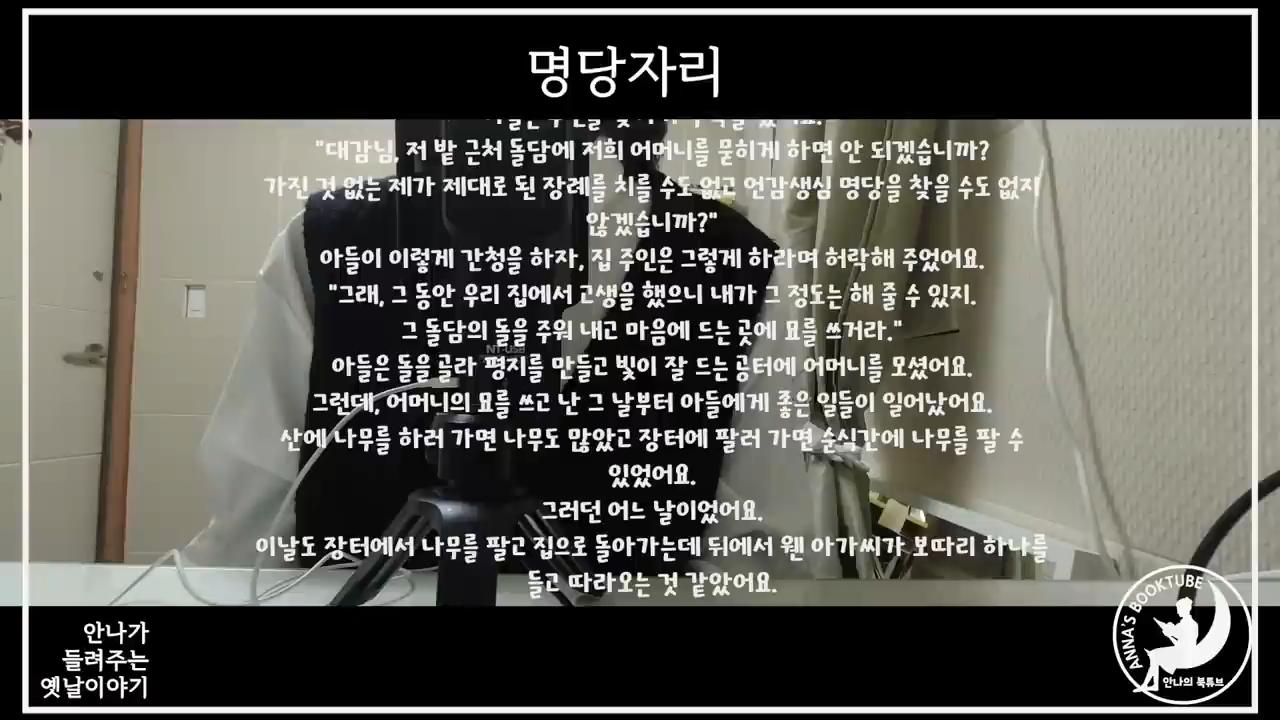 명당자리
"대감님, 저 밭 근처 돌담에 저희 어머니를 묻히게 하면 안 되겠습니까?
가진 것 없는 제가 제대로 된 장례를 치를 수도 없고 언감생심 명당을 찾을 수도 없지
않겠습니까?"
아들이 이렇게 간청을 하자, 집 주인은 그렇게 하라며 허락해 주었어요.
"그래, 그 동안 우리 집에서 고생을 했으니 내가 그 정도는 해 줄 수 있지.
그 돌담의 돌을 주워 내고 마음에 드는 곳에 묘를 쓰거라."
NT-USB
아들은 돌을 골라 평지를 만들고 빛이 잘 드는 공터에 어머니를 모셨어요.
그런데, 어머니의 묘를 쓰고 난 그 날부터 아들에게 좋은 일들이 일어났어요.
산에 나무를 하러 가면 나무도 많았고 장터에 팔러 가면 순식간에 나무를 팔 수
있었어요.
그러던 어느 날이었어요.
이날도 장터에서 나무를 팔고 집으로 돌아가는데 뒤에서 웬 아가씨가 보따리 하나를
들고 따라오는 것 같았어요.
안나가
들려주는
옛날이야기
ANNA'S BOOKTUBE
안나의 북튜브